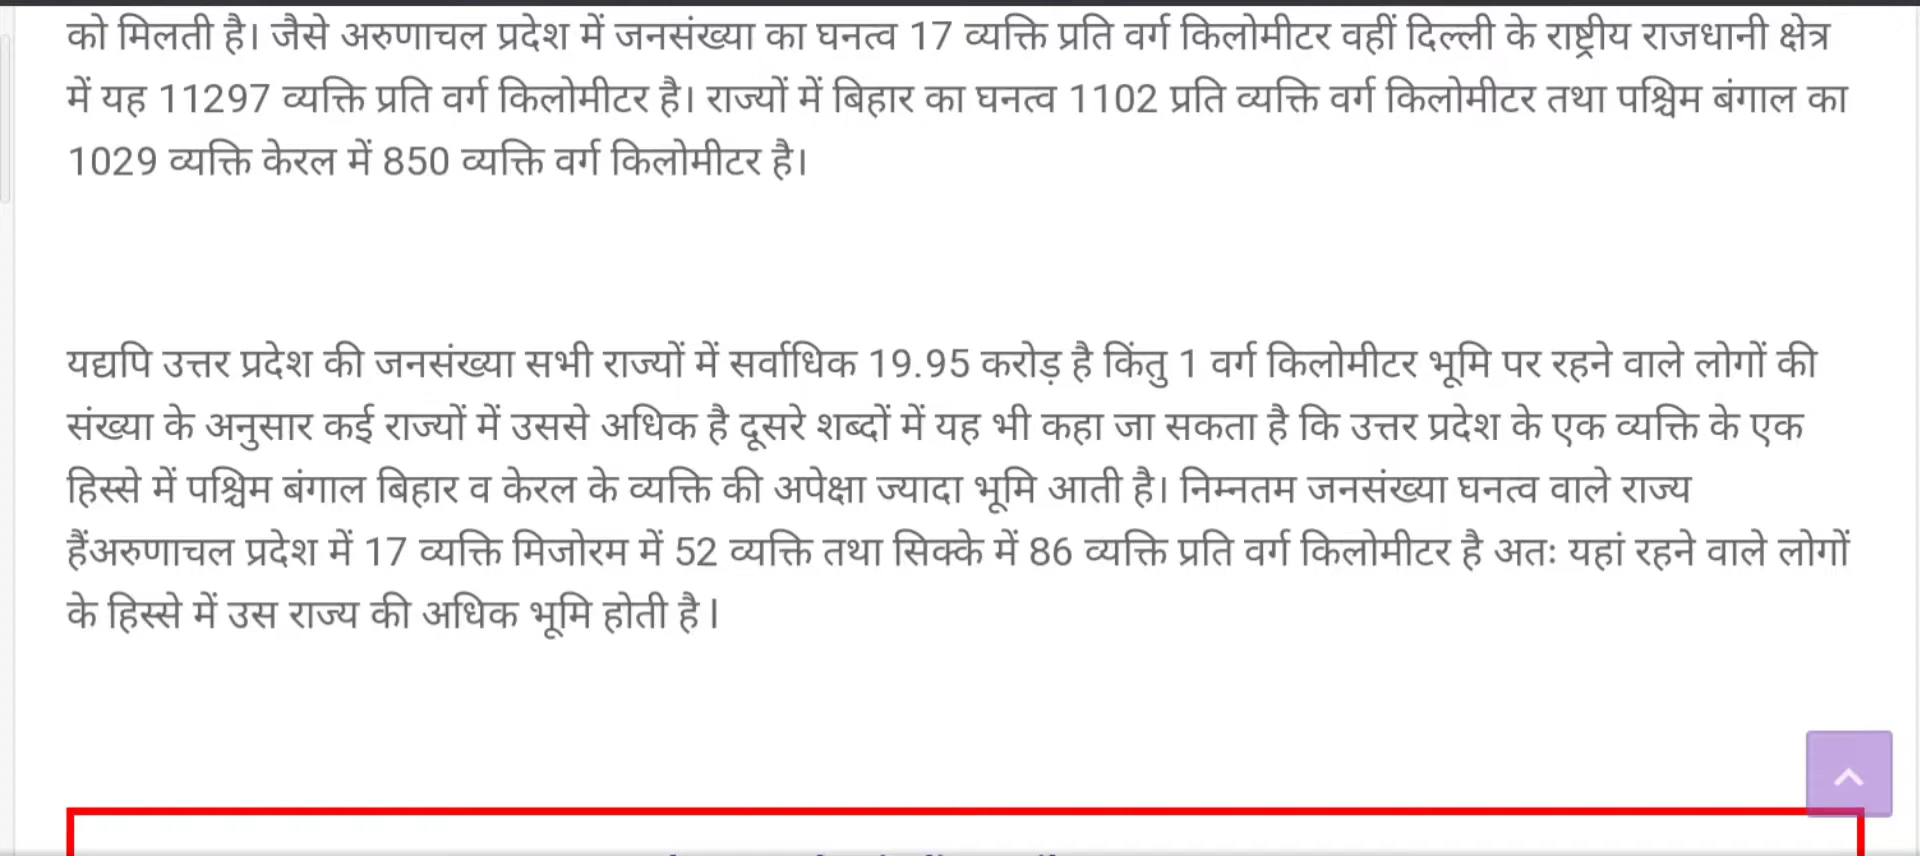 को मिलती है। जैसे अरुणाचल प्रदेश में जनसंख्या का घनत्व 17 व्यक्ति प्रति वर्ग किलोमीटर वहीं दिल्ली के राष्ट्रीय राजधानी क्षेत्र
में यह 11297 व्यक्ति प्रति वर्ग किलोमीटर है। राज्यों में बिहार का घनत्व 1102 प्रति व्यक्ति वर्ग किलोमीटर तथा पश्चिम बंगाल का
1029 व्यक्ति केरल में 850 व्यक्ति वर्ग किलोमीटर है।
यद्यपि उत्तर प्रदेश की जनसंख्या सभी राज्यों में सर्वाधिक 19.95 करोड़ है किंतु 1 वर्ग किलोमीटर भूमि पर रहने वाले लोगों की
संख्या के अनुसार कई राज्यों में उससे अधिक है दूसरे शब्दों में यह भी कहा जा सकता है कि उत्तर प्रदेश के एक व्यक्ति के एक
हिस्से में पश्चिम बंगाल बिहार व केरल के व्यक्ति की अपेक्षा ज्यादा भूमि आती है। निम्नतम जनसंख्या घनत्व वाले राज्य
हैंअरुणाचल प्रदेश में 17 व्यक्ति मिजोरम में 52 व्यक्ति तथा सिक्के में 86 व्यक्ति प्रति वर्ग किलोमीटर है अतः यहां रहने वाले लोगों
के हिस्से में उस राज्य की अधिक भूमि होती है l